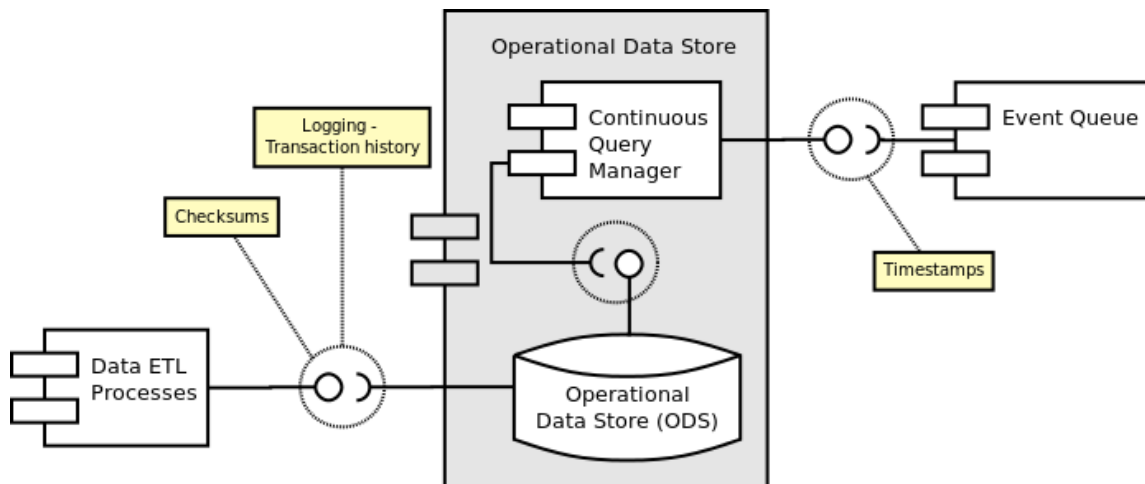 Operational Data Store
Continuous
Query
Manager
Event Queue
Logging -
Transaction history
Checksums
Timestamps
Data ETL
Processes
Operational
Data Store (ODS)